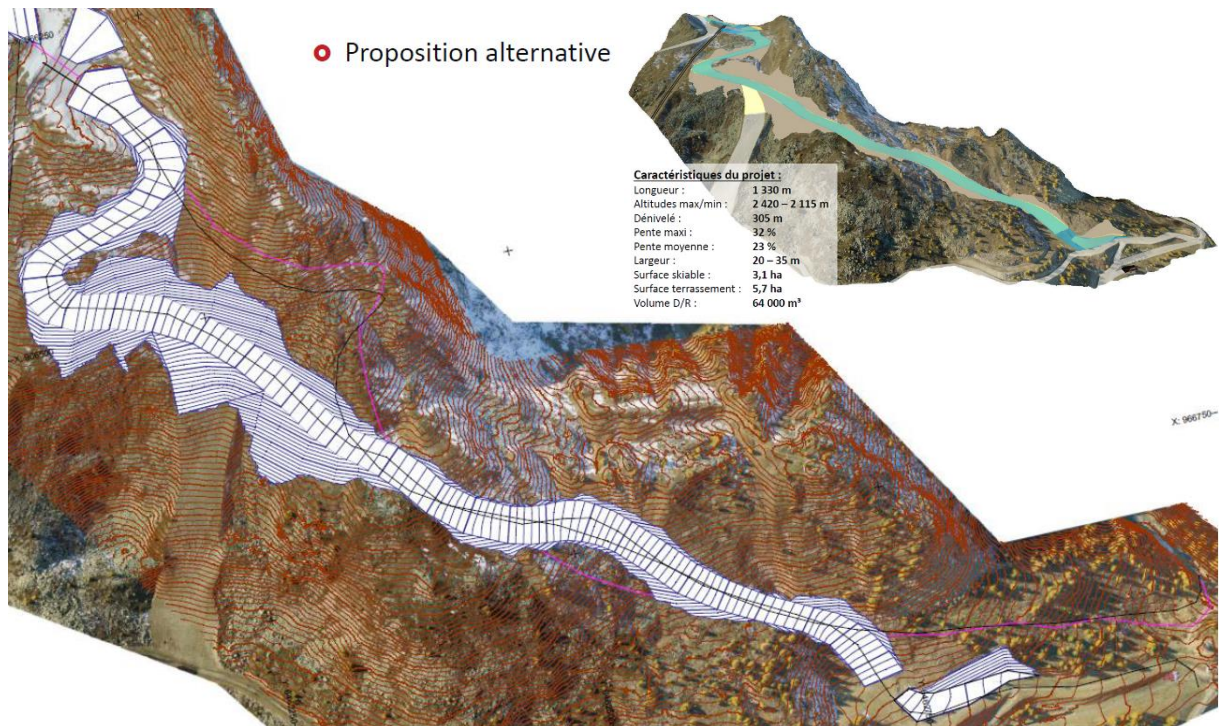 Proposition alternative
Caractéristiques du projet :
Longueur : 1 330 m
Altitudes max/min : 2 420 – 2 115 m
Dénivelé : 305 m
Pente maxi : 32 %
Pente moyenne : 23 %
Largeur : 20 – 35 m
Surface skiable : 3,1 ha
Surface terrassement : 5,7 ha
Volume D/R : 64 000 m³
X: 966750